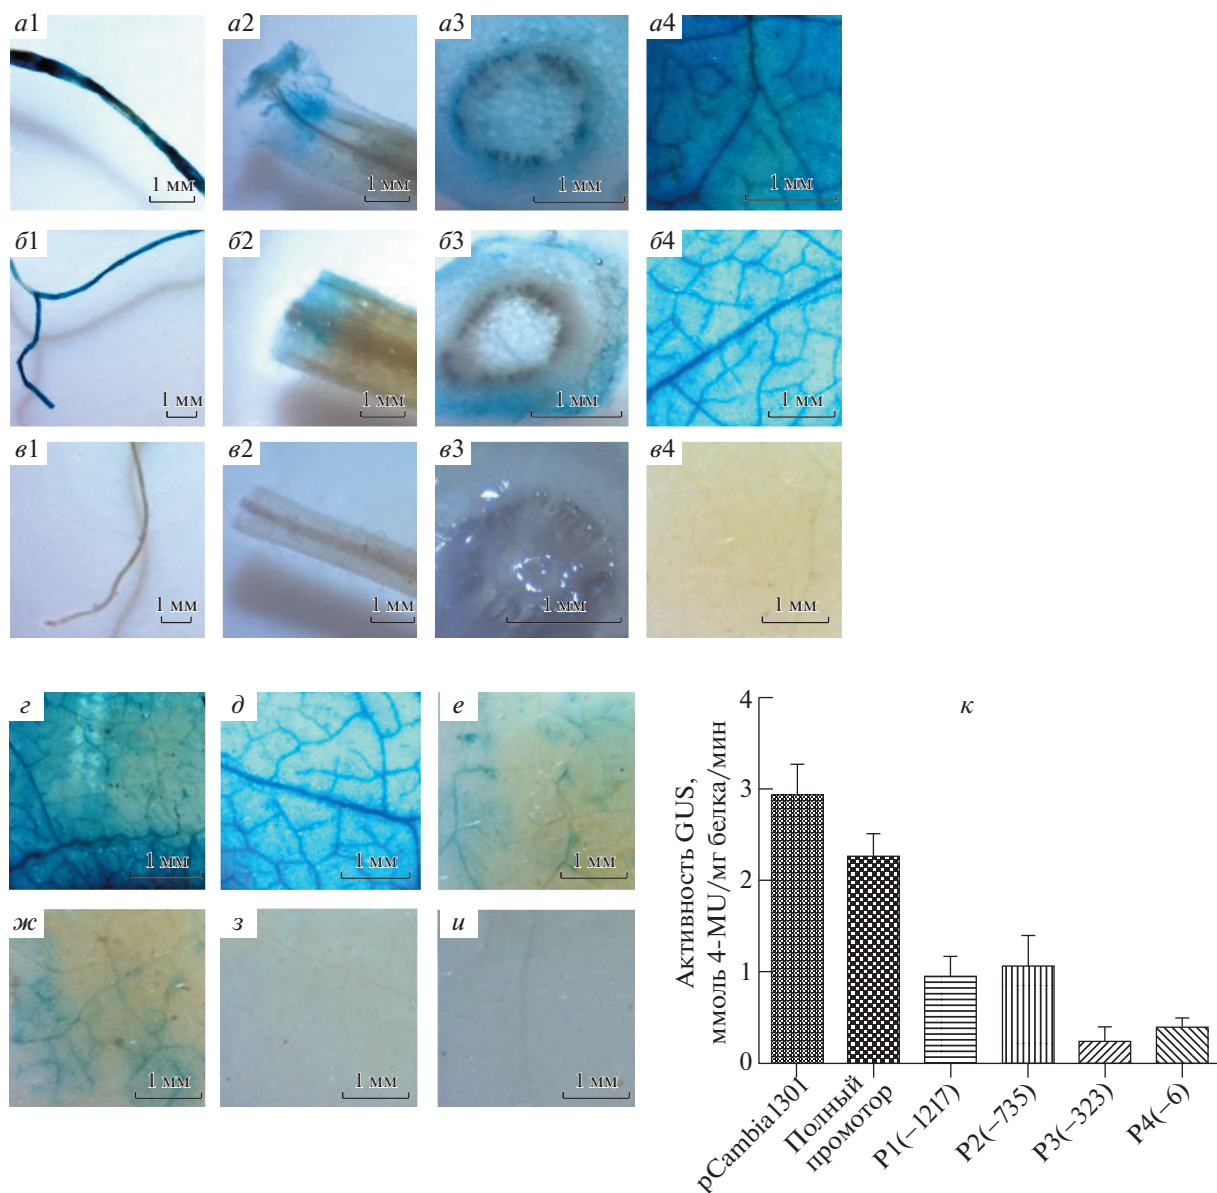 а1
а2
а3
а4
1 мм
1 мм
1 мм
1 мм
б1
б2
б3
б4
1 мм
1 мм
1 мм
1 мм
в1
в2
в3
в4
1 мм
1 мм
1 мм
1 мм
г
д
е
1 мм
1 мм
1 мм
ж
з
и
1 мм
1 мм
1 мм
к
Активность GUS,
ммоль 4-MU/мг белка/мин
4
3
2
1
0
pCambia1301
Полный
промотор
P1(−1217)
P2(−735)
P3(−323)
P4(−6)